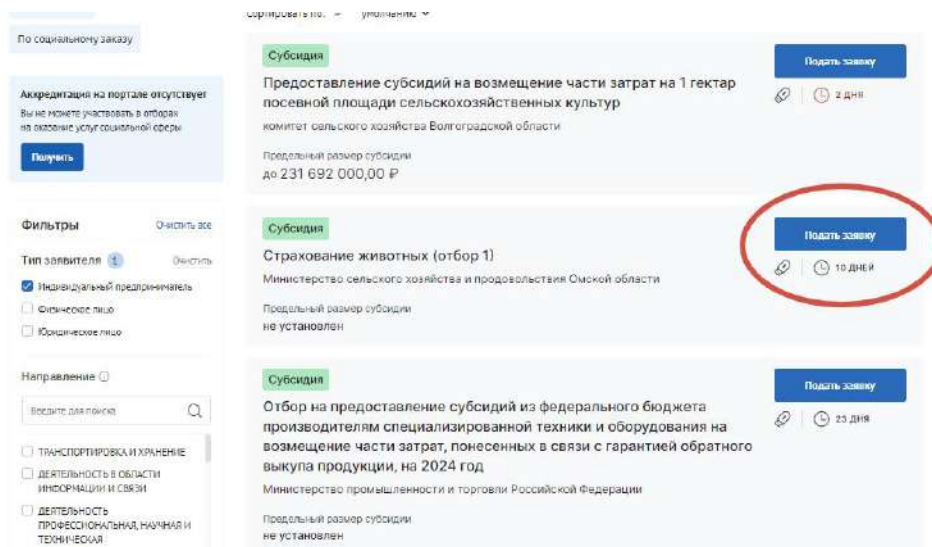 Сортировать по: умолчанию
По социальному заказу
Аккредитация на портале отсутствует
Вы не можете участвовать в отборах
на оказание услуг социальной сферы
Получить
Фильтры
Очистить все
Тип заявителя 1
Очистить
Индивидуальный предприниматель
Физическое лицо
Юридическое лицо
Направление
Введите для поиска
ТРАНСПОРТИРОВКА И ХРАНЕНИЕ
ДЕЯТЕЛЬНОСТЬ В ОБЛАСТИ
ИНФОРМАЦИИ И СВЯЗИ
ДЕЯТЕЛЬНОСТЬ
ПРОФЕССИОНАЛЬНАЯ, НАУЧНАЯ И
ТЕХНИЧЕСКАЯ
Субсидия
Предоставление субсидий на возмещение части затрат на 1 гектар
посевной площади сельскохозяйственных культур
комитет сельского хозяйства Волгоградской области
Предельный размер субсидии
до 231 692 000,00 ₽
Подать заявку
2 ДНЯ
Субсидия
Страхование животных (отбор 1)
Министерство сельского хозяйства и продовольствия Омской области
Предельный размер субсидии
не установлен
Подать заявку
10 ДНЕЙ
Субсидия
Отбор на предоставление субсидий из федерального бюджета
производителям специализированной техники и оборудования на
возмещение части затрат, понесенных в связи с гарантией обратного
выкупа продукции, на 2024 год
Министерство промышленности и торговли Российской Федерации
Предельный размер субсидии
не установлен
Подать заявку
23 ДНЯ